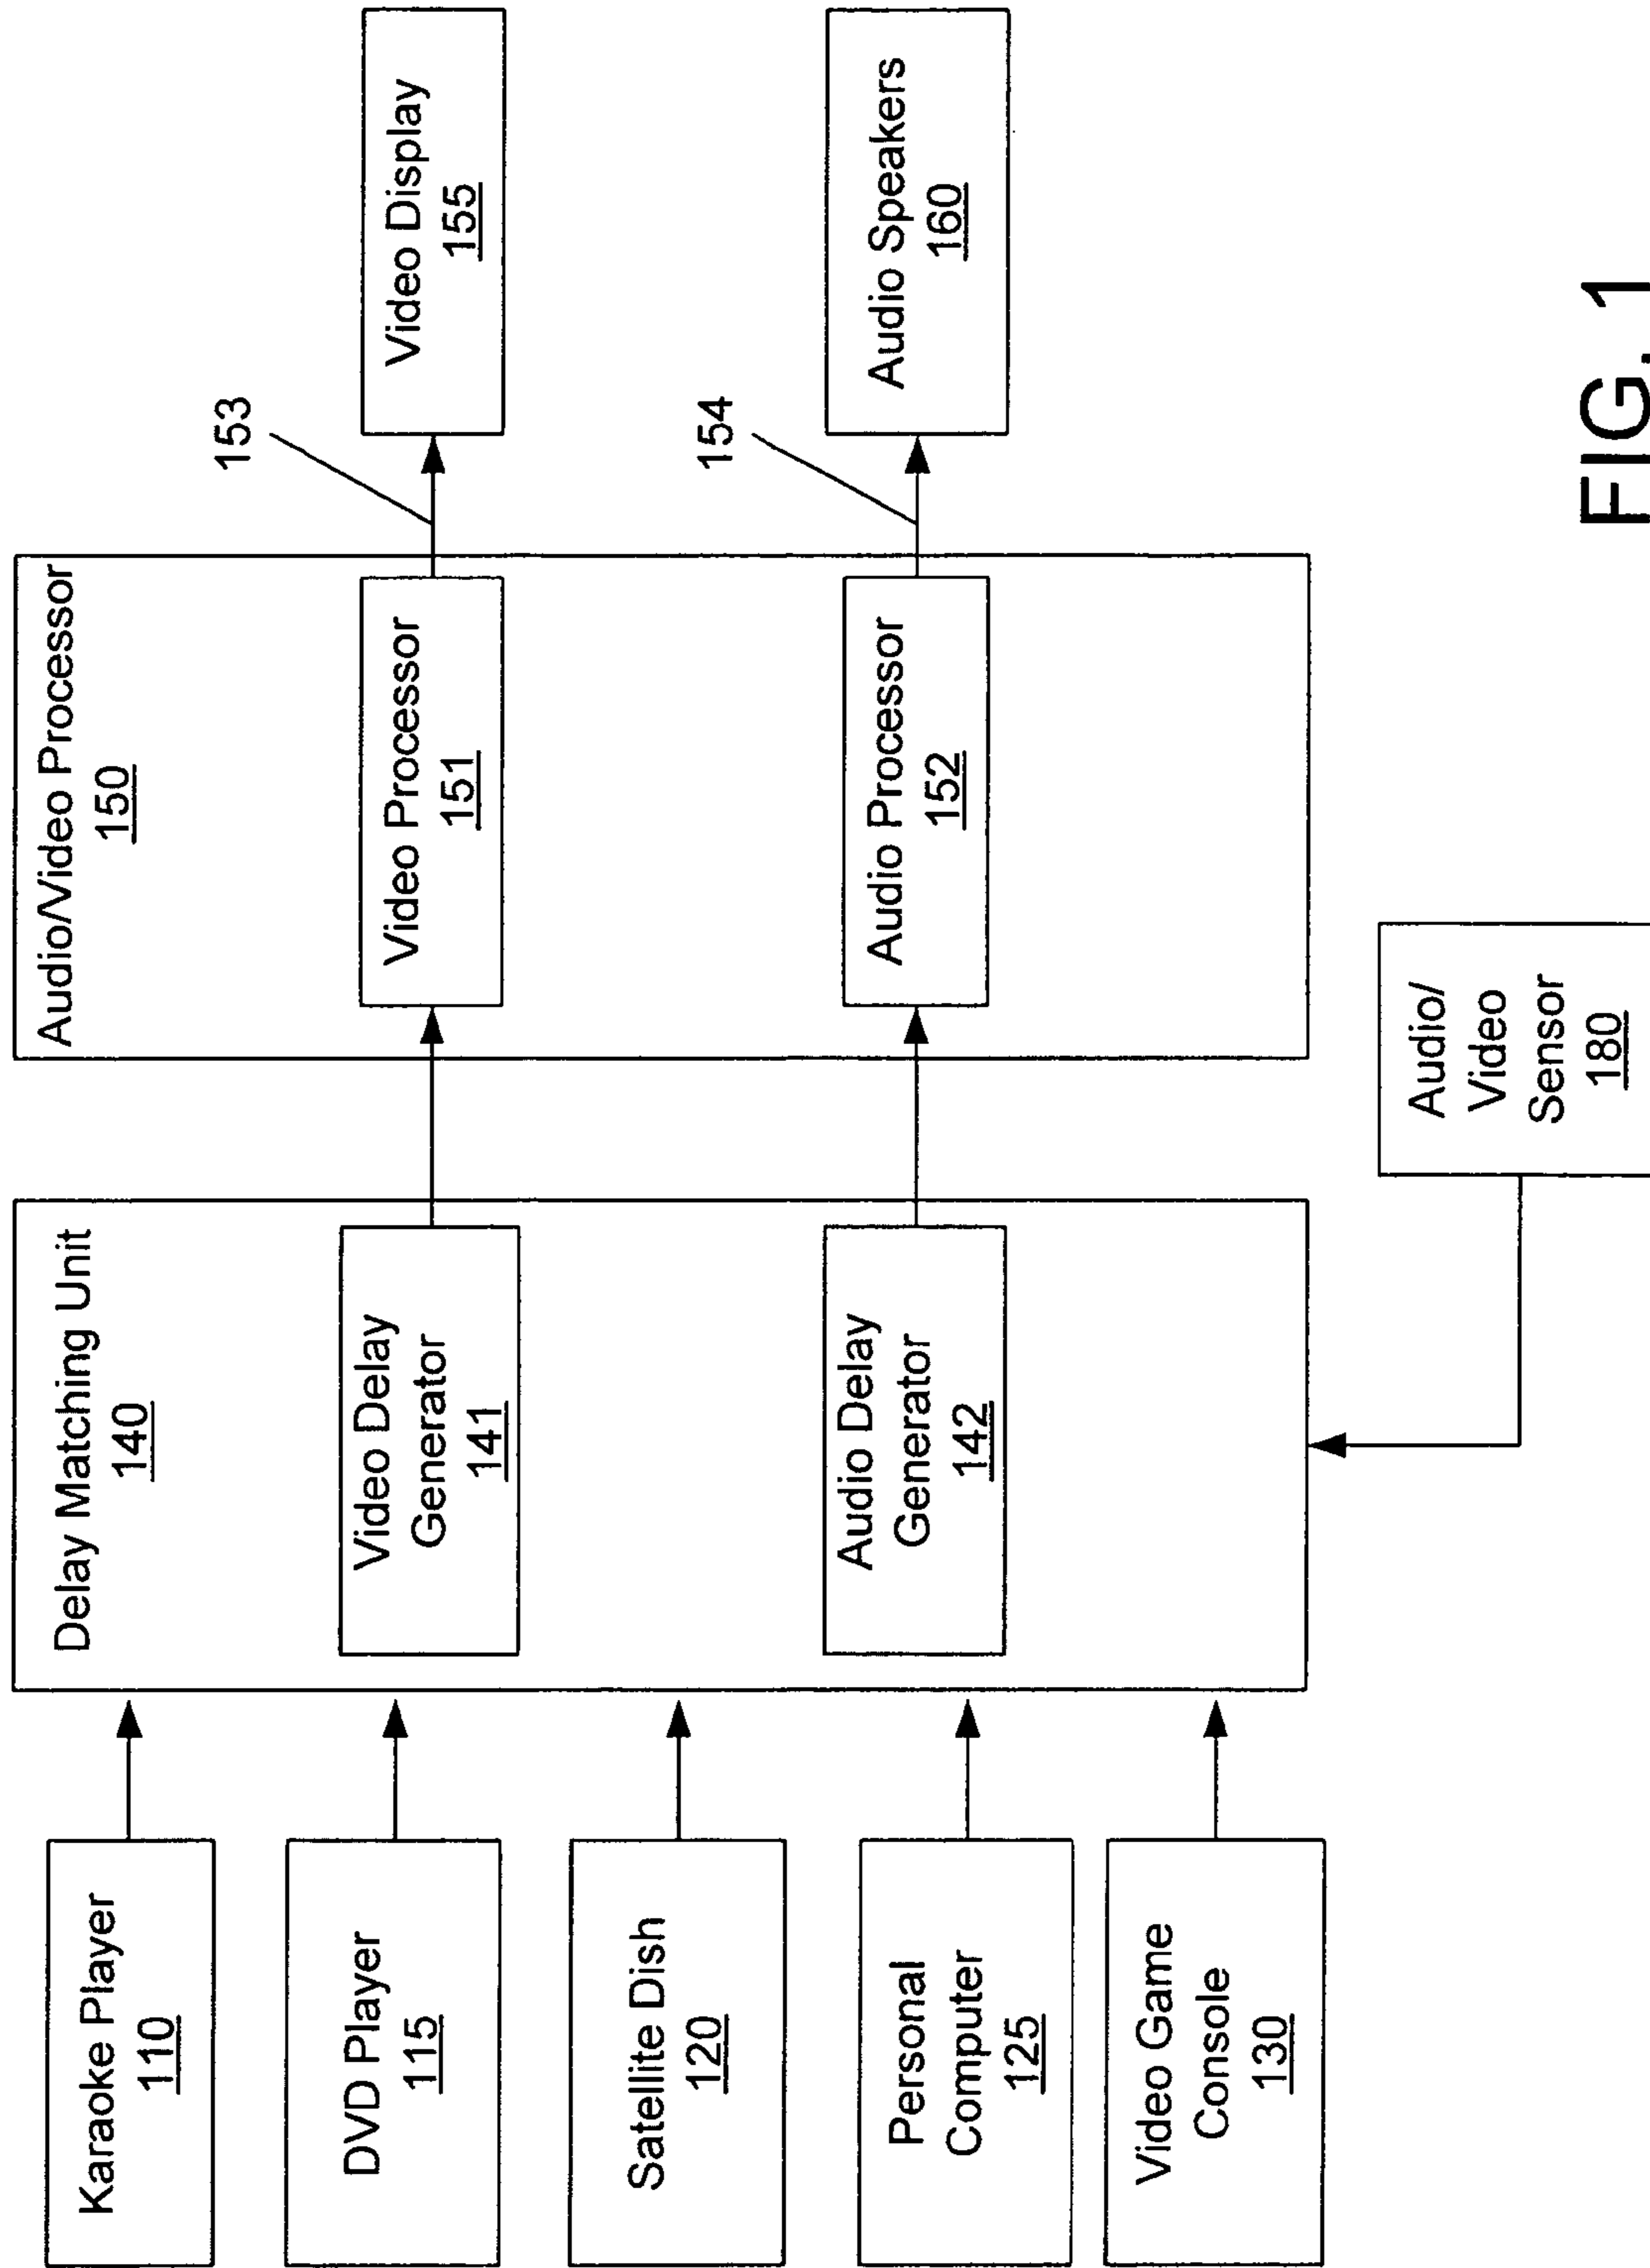 Karaoke Player
110
DVD Player
115
Satellite Dish
120
Personal
Computer
125
Video Game
Console
130
Delay Matching Unit
140
Video Delay
Generator
141
Audio Delay
Generator
142
Audio/Video Processor
150
Video Processor
151
Audio Processor
152
153
154
Video Display
155
Audio Speakers
160
Audio/
Video
Sensor
180
FIG. 1